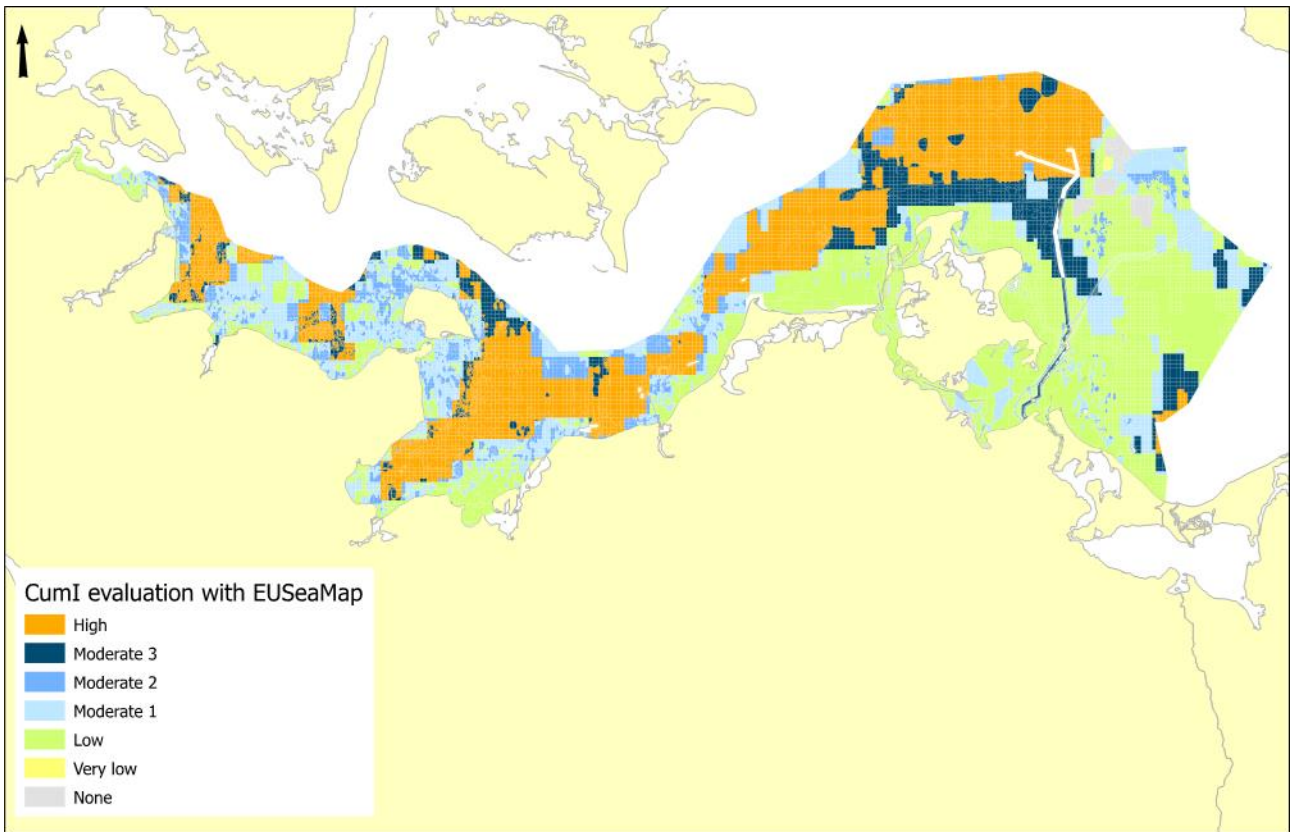 CumI evaluation with EUSeaMap
High
Moderate 3
Moderate 2
Moderate 1
Low
Very low
None